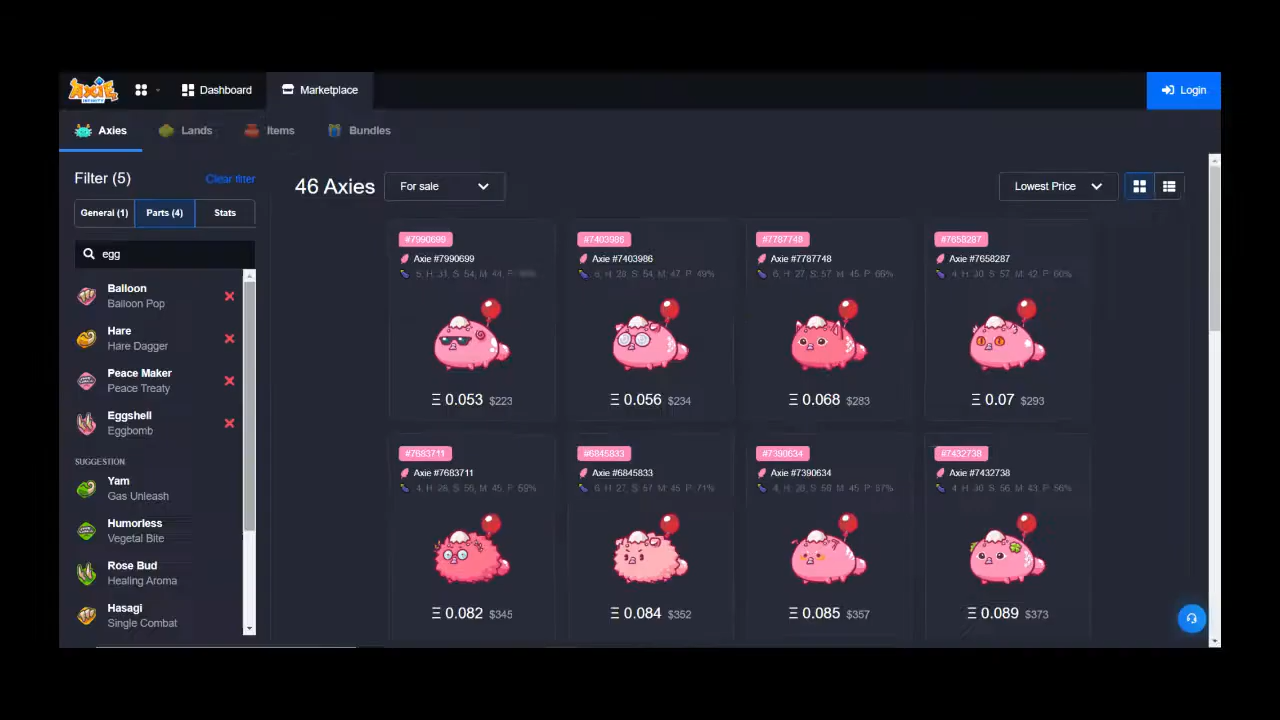 AXIE
INFINITY
Dashboard
Marketplace
Login
Axies
Lands
Items
Bundles
Filter (5)
Clear filter
General (1)
Parts (4)
Stats
egg
Balloon
Balloon Pop
Hare
Hare Dagger
Peace Maker
Peace Treaty
Eggshell
Eggbomb
SUGGESTION
Yam
Gas Unleash
Humorless
Vegetal Bite
Rose Bud
Healing Aroma
Hasagi
Single Combat
46 Axies
For sale
Lowest Price
#7990699
Axie #7990699
Ξ 0.053 $223
#7403986
Axie #7403986
Ξ 0.056 $234
#7787748
Axie #7787748
Ξ 0.068 $283
#7658287
Axie #7658287
Ξ 0.07 $293
#7683711
Axie #7683711
Ξ 0.082 $345
#6845833
Axie #6845833
Ξ 0.084 $352
#7390634
Axie #7390634
Ξ 0.085 $357
#7432738
Axie #7432738
Ξ 0.089 $373